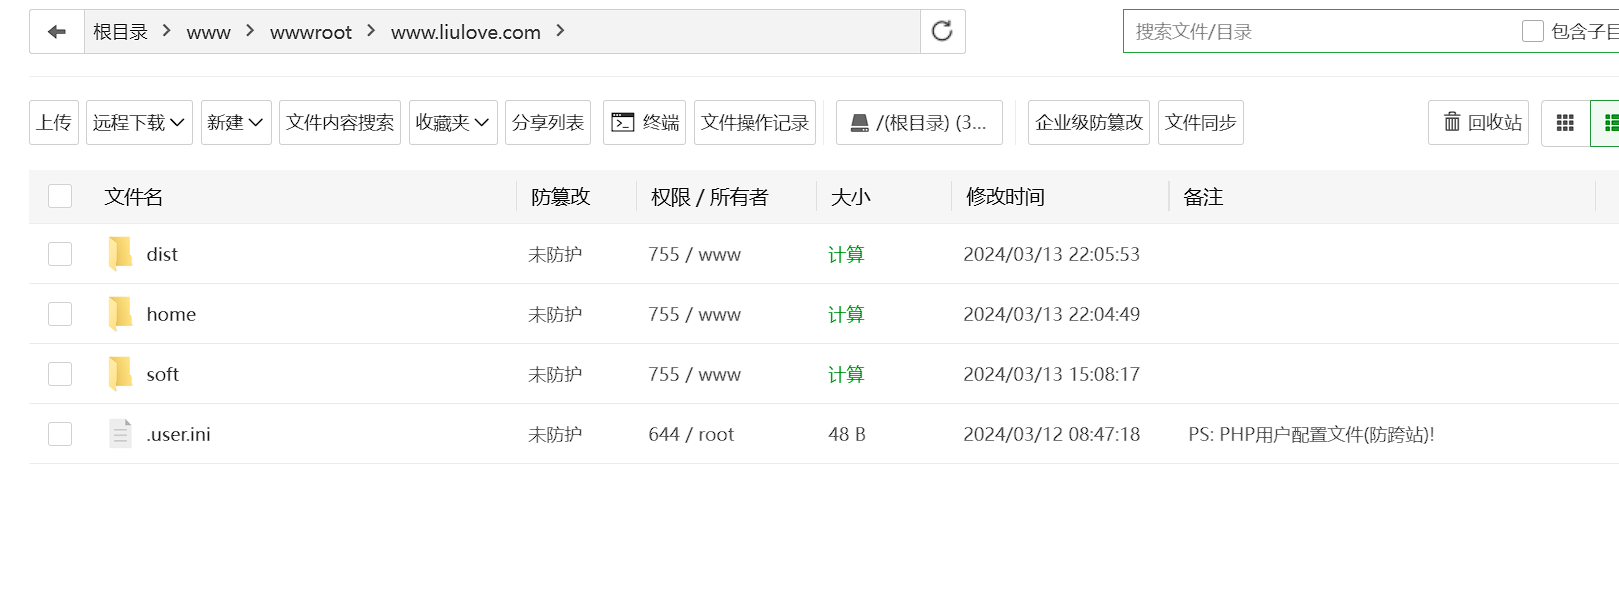 根目录 > www > wwwroot > www.liulove.com >
搜索文件/目录 包含子目
上传 远程下载 新建 文件内容搜索 收藏夹 分享列表 终端 文件操作记录 /(根目录) (3... 企业级防篡改 文件同步 回收站
文件名 防篡改 权限 / 所有者 大小 修改时间 备注
dist 未防护 755 / www 计算 2024/03/13 22:05:53
home 未防护 755 / www 计算 2024/03/13 22:04:49
soft 未防护 755 / www 计算 2024/03/13 15:08:17
.user.ini 未防护 644 / root 48 B 2024/03/12 08:47:18 PS: PHP用户配置文件(防跨站)!